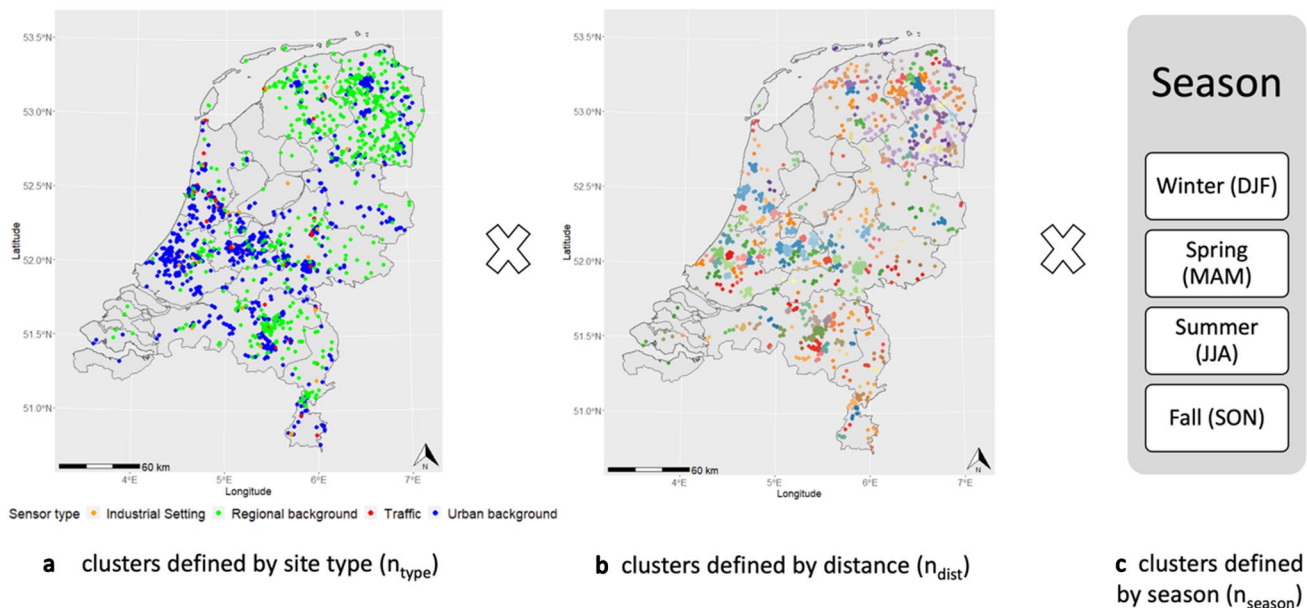 53.5°N
53.0°N
52.5°N
52.0°N
51.5°N
51.0°N
Latitude
60 km
N
4°E 5°E 6°E 7°E
Longitude
Sensor type Industrial Setting Regional background Traffic Urban background
a clusters defined by site type (n_type)
53.5°N
53.0°N
52.5°N
52.0°N
51.5°N
51.0°N
Latitude
60 km
N
4°E 5°E 6°E 7°E
Longitude
b clusters defined by distance (n_dist)
Season
Winter (DJF)
Spring
(MAM)
Summer
(JJA)
Fall (SON)
c clusters defined
by season (n_season)